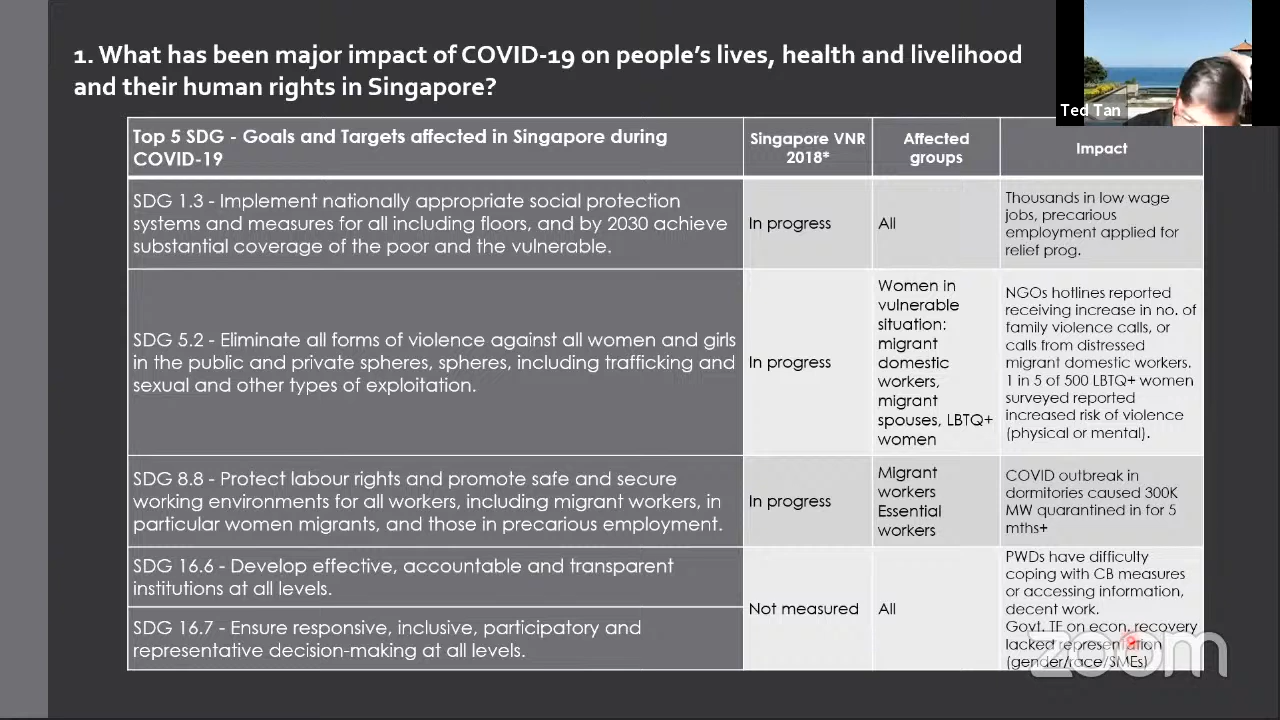 1. What has been major impact of COVID-19 on people's lives, health and livelihood
and their human rights in Singapore?
Ted Tan
Top 5 SDG - Goals and Targets affected in Singapore during
COVID-19
Singapore VNR
2018*
Affected
groups
Impact
SDG 1.3 - Implement nationally appropriate social protection
systems and measures for all including floors, and by 2030 achieve
substantial coverage of the poor and the vulnerable.
In progress
All
Thousands in low wage
jobs, precarious
employment applied for
relief prog.
SDG 5.2 - Eliminate all forms of violence against all women and girls
in the public and private spheres, spheres, including trafficking and
sexual and other types of exploitation.
In progress
Women in
vulnerable
situation:
migrant
domestic
workers,
migrant
spouses, LBTQ+
women
NGOs hotlines reported
receiving increase in no. of
family violence calls, or
calls from distressed
migrant domestic workers.
1 in 5 of 500 LBTQ+ women
surveyed reported
increased risk of violence
(physical or mental).
SDG 8.8 - Protect labour rights and promote safe and secure
working environments for all workers, including migrant workers, in
particular women migrants, and those in precarious employment.
In progress
Migrant
workers
Essential
workers
COVID outbreak in
dormitories caused 300K
MW quarantined in for 5
mths+
SDG 16.6 - Develop effective, accountable and transparent
institutions at all levels.
SDG 16.7 - Ensure responsive, inclusive, participatory and
representative decision-making at all levels.
Not measured
All
PWDs have difficulty
coping with CB measures
or accessing information,
decent work.
Govt. TF on econ. recovery
lacked representation
(gender/race/SMEs)
zoom